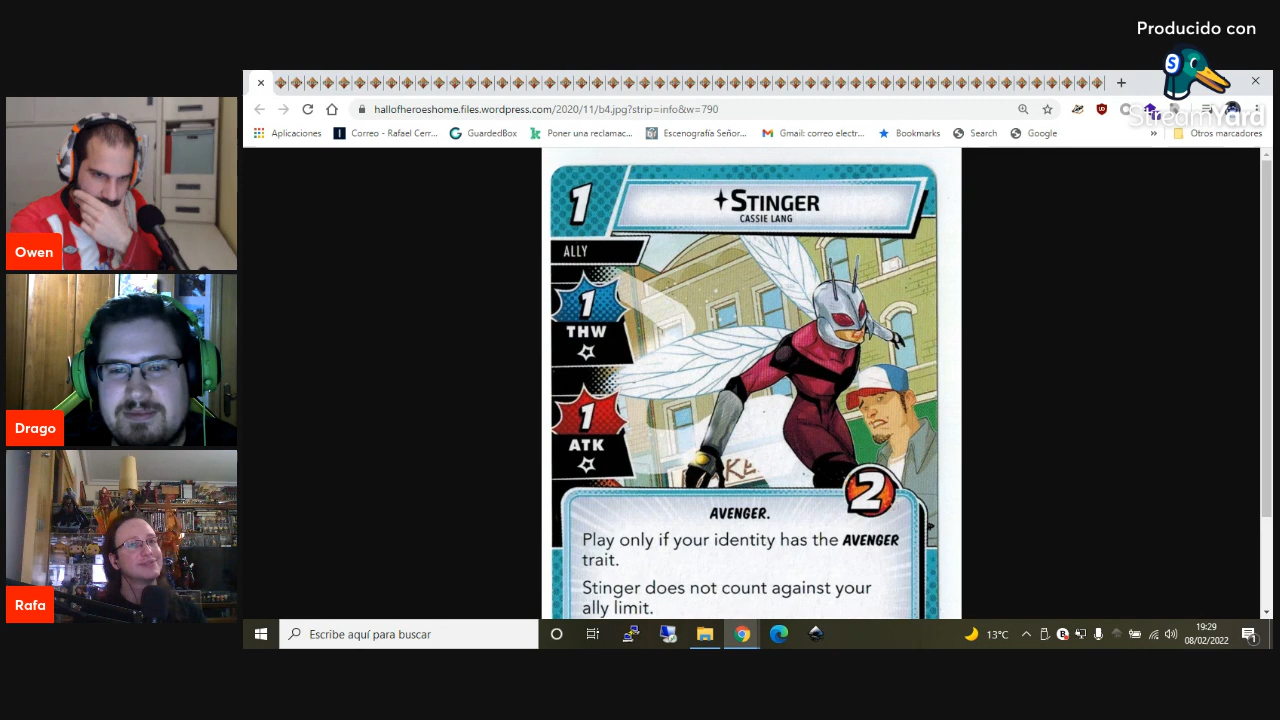 Producido con
StreamYard
hallofheroeshome.files.wordpress.com/2020/11/b4.jpg?strip=info&w=790
Aplicaciones
Correo - Rafael Cerr...
GuardedBox
Poner una reclamac...
Escenografía Señor...
Gmail: correo electr...
Bookmarks
Search
Google
Otros marcadores
1
STINGER
CASSIE LANG
ALLY
1
THW
1
ATK
2
AVENGER.
Play only if your identity has the AVENGER
trait.
Stinger does not count against your
ally limit.
Owen
Drago
Rafa
Escribe aquí para buscar
13°C
19:29
08/02/2022
1